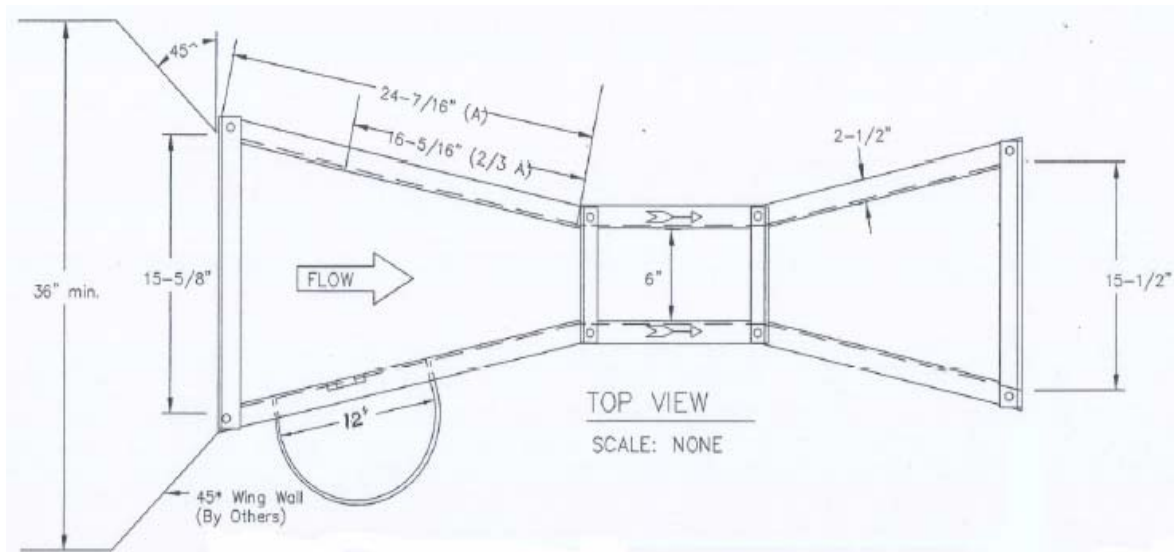 45^
24-7/16" (A)
16-5/16" (2/3 A)
2-1/2"
36" min.
15-5/8"
FLOW
6"
15-1/2"
12"
TOP VIEW
SCALE: NONE
45° Wing Wall
(By Others)